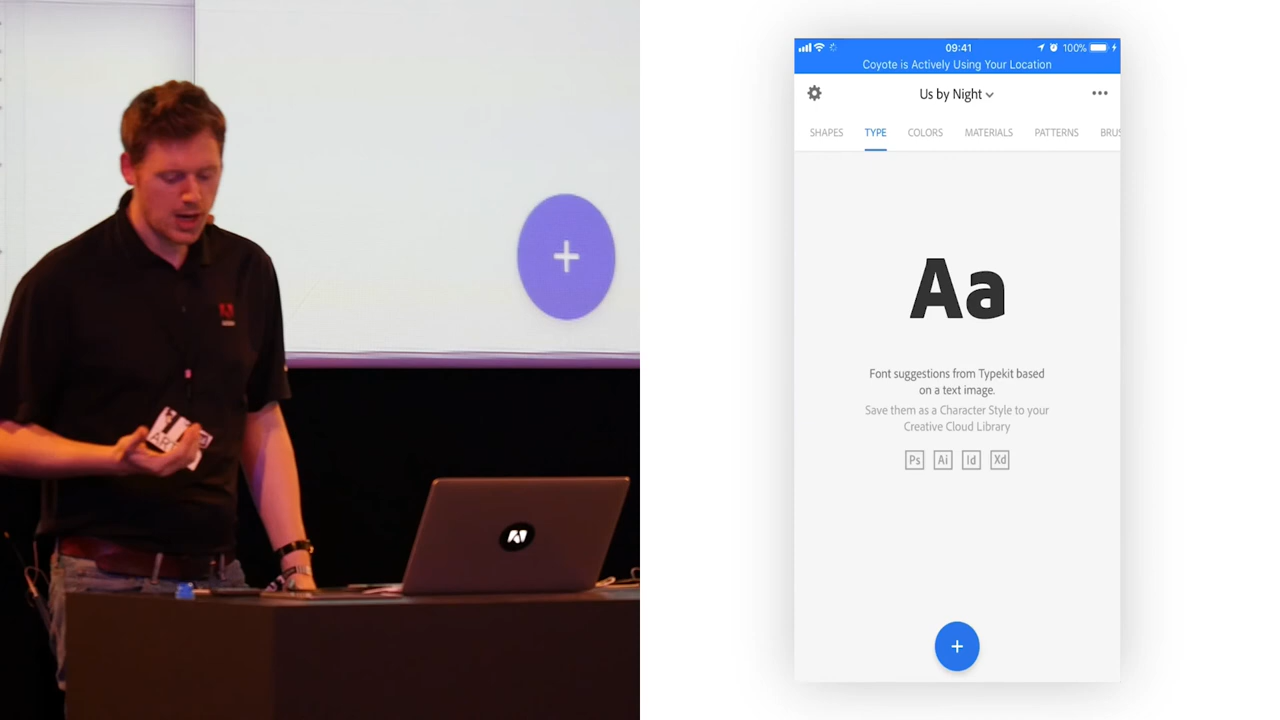 ART
09:41
100%
Coyote is Actively Using Your Location
Us by Night
SHAPES
TYPE
COLORS
MATERIALS
PATTERNS
BRUS
Aa
Font suggestions from Typekit based
on a text image.
Save them as a Character Style to your
Creative Cloud Library
Ps Ai Id Xd